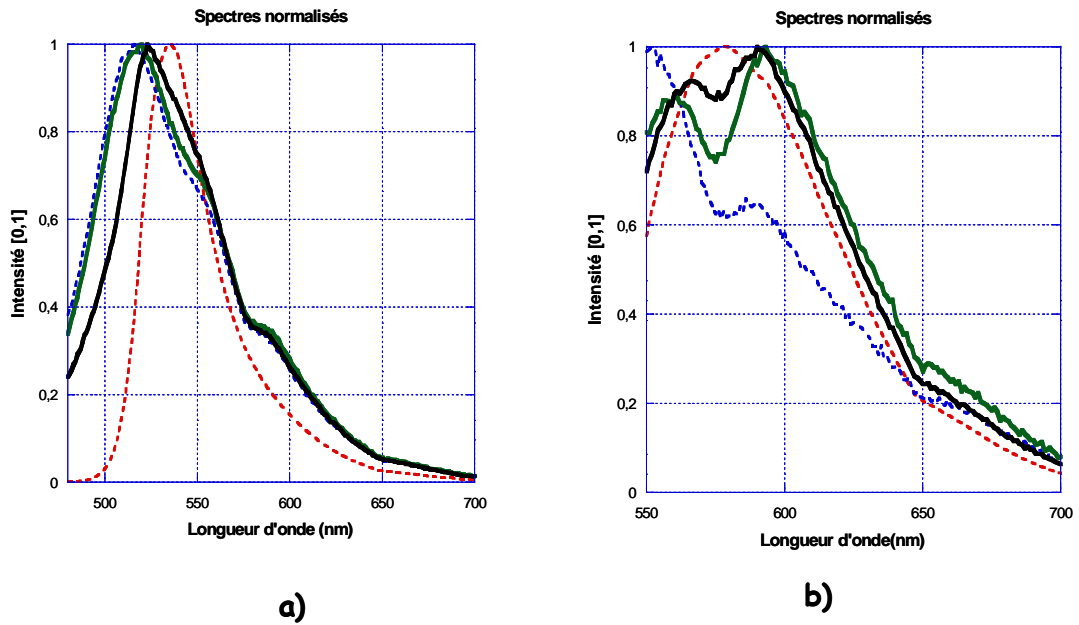 Spectres normalisés
1
0,8
0,6
0,4
0,2
0
500
550
600
650
700
Intensité [0,1]
Longueur d'onde (nm)
a)
Spectres normalisés
1
0,8
0,6
0,4
0,2
0
550
600
650
700
Intensité [0,1]
Longueur d'onde(nm)
b)